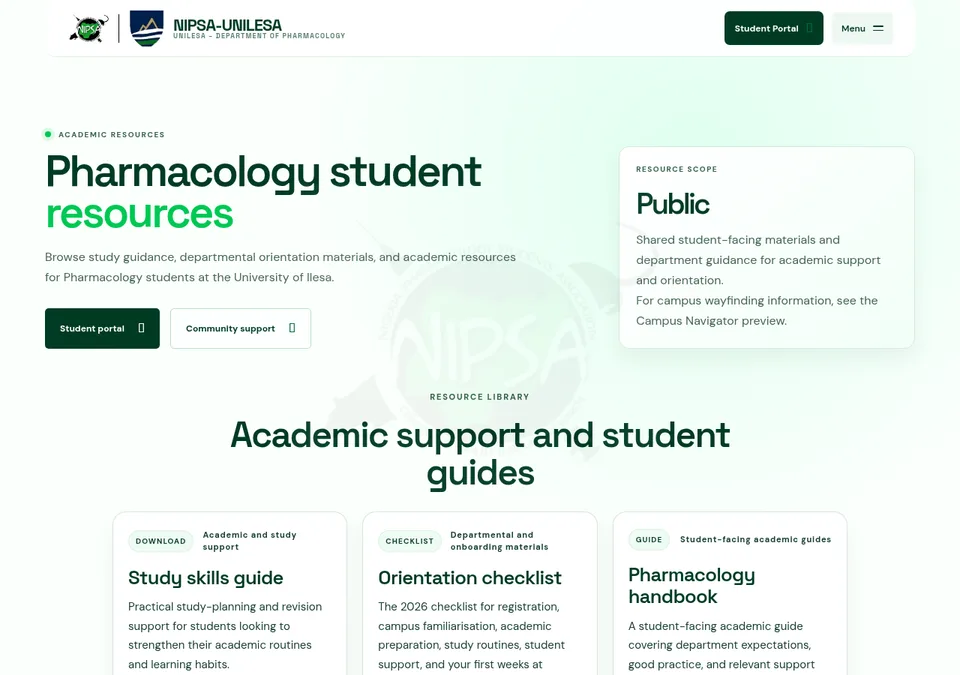 NIPSA
NIPSA-UNILESA
UNILESA - DEPARTMENT OF PHARMACOLOGY
Student Portal
Menu
ACADEMIC RESOURCES
Pharmacology student
resources
Browse study guidance, departmental orientation materials, and academic resources
for Pharmacology students at the University of Ilesa.
Student portal
Community support
RESOURCE SCOPE
Public
Shared student-facing materials and
department guidance for academic support
and orientation.
For campus wayfinding information, see the
Campus Navigator preview.
NIPSA
RESOURCE LIBRARY
Academic support and student
guides
DOWNLOAD
Academic and study
support
Study skills guide
Practical study-planning and revision
support for students looking to
strengthen their academic routines
and learning habits.
CHECKLIST
Departmental and
onboarding materials
Orientation checklist
The 2026 checklist for registration,
campus familiarisation, academic
preparation, study routines, student
support, and your first weeks at
GUIDE
Student-facing academic guides
Pharmacology
handbook
A student-facing academic guide
covering department expectations,
good practice, and relevant support